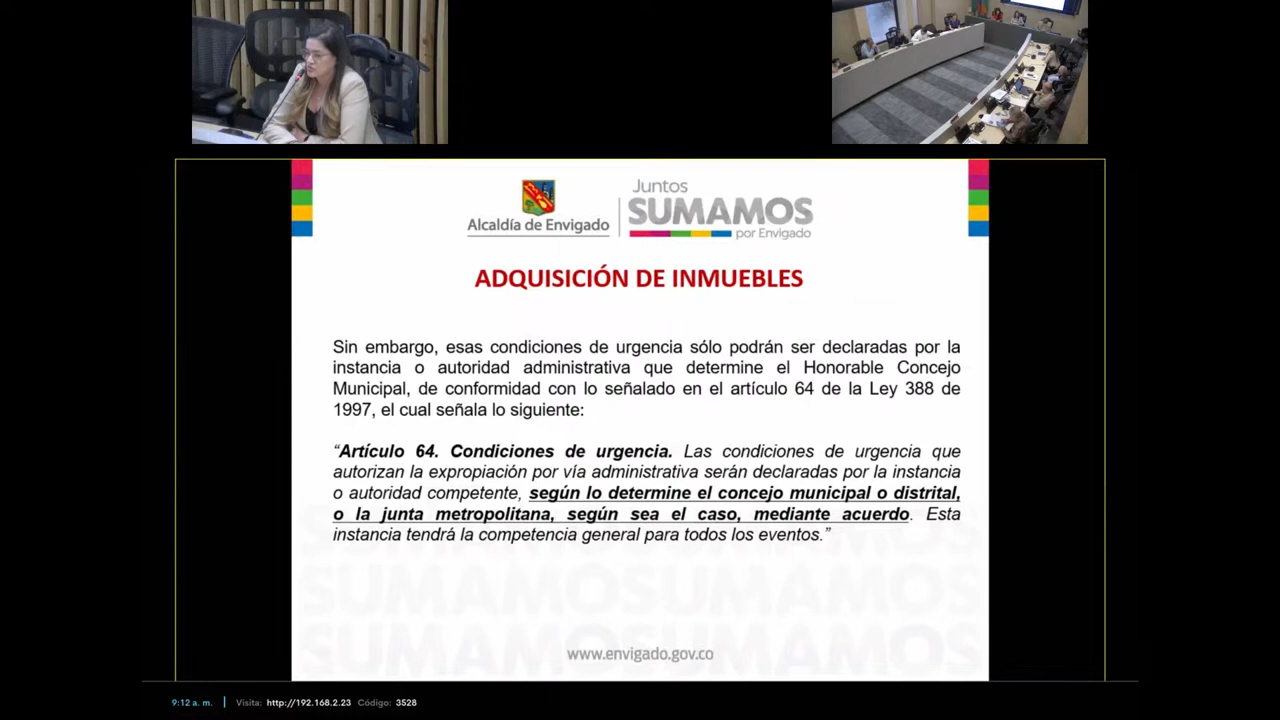 Alcaldía de Envigado
Juntos
SUMAMOS
por Envigado
ADQUISICIÓN DE INMUEBLES
Sin embargo, esas condiciones de urgencia sólo podrán ser declaradas por la
instancia o autoridad administrativa que determine el Honorable Concejo
Municipal, de conformidad con lo señalado en el artículo 64 de la Ley 388 de
1997, el cual señala lo siguiente:
“Artículo 64. Condiciones de urgencia. Las condiciones de urgencia que
autorizan la expropiación por vía administrativa serán declaradas por la instancia
o autoridad competente, según lo determine el concejo municipal o distrital,
o la junta metropolitana, según sea el caso, mediante acuerdo. Esta
instancia tendrá la competencia general para todos los eventos.”
SUMAMOSSUMAMOS
SUMAMOSSUMAMOS
SUMAMOSSUMAMOS
www.envigado.gov.co
9:12 a. m. | Visita: http://192.168.2.23 Código: 3528